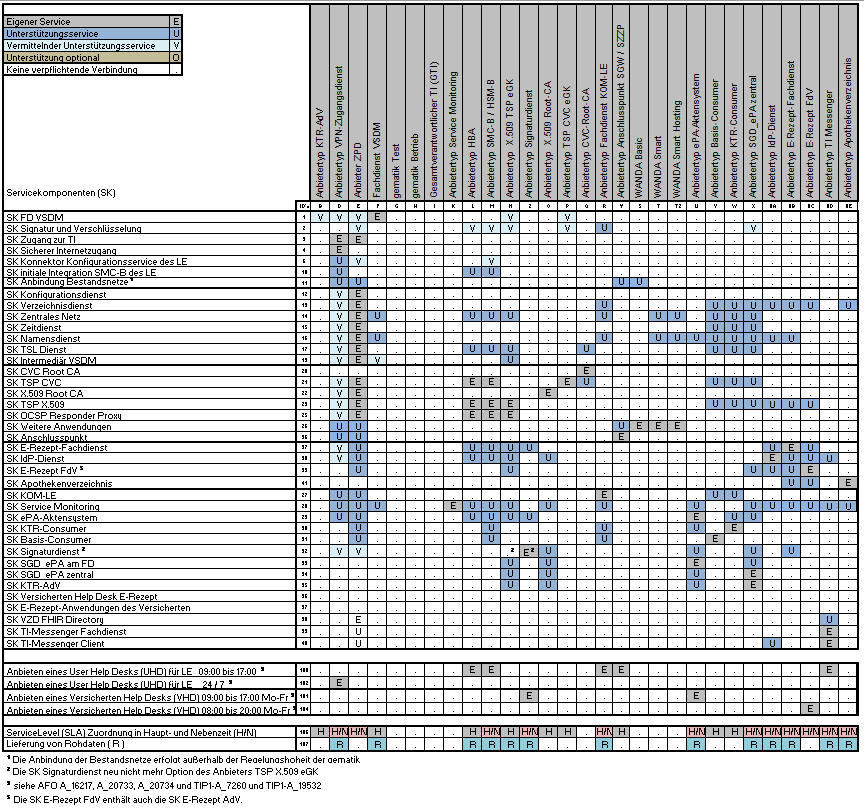 Eigener Service E
Unterstützungsservice U
Vermittelnder Unterstützungsservice V
Unterstützung optional O
Keine verpflichtende Verbindung .
Servicekomponenten (SK)
Anbietertyp KTR-AdV
Anbietertyp VPN-Zugangsdienst
Anbieter ZPD
Fachdienst VSDM
gematik Test
gematik Betrieb
Gesamtverantwortlicher TI (GTI)
Anbietertyp Service Monitoring
Anbietertyp HBA
Anbietertyp SMC-B / HSM-B
Anbietertyp X.509 TSP eGK
Anbietertyp Signaturdienst
Anbietertyp X.509 Root-CA
Anbietertyp TSP CVC eGK
Anbietertyp CVC-Root-CA
Anbietertyp Fachdienst KOM-LE
Anbietertyp Anschlusspunkt SGW / SZZP
WANDA Basic
WANDA Smart
WANDA Smart Hosting
Anbietertyp ePA-Aktensystem
Anbietertyp Basis-Consumer
Anbietertyp KTR-Consumer
Anbietertyp SGD_ePA zentral
Anbietertyp IdP-Dienst
Anbietertyp E-Rezept-Fachdienst
Anbietertyp E-Rezept FdV
Anbietertyp TI Messenger
Anbietertyp Apothekenverzeichnis
SK FD VSDM V V V E V V
SK Signatur und Verschlüsselung V V V V V U V
SK Zugang zur TI E E
SK Sicherer Internetzugang E
SK Konnektor Konfigurationsservice des LE U V V
SK initiale Integration SMC-B des LE U U U
SK Anbindung Bestandsnetze ¹ U U U U
SK Konfigurationsdienst V E
SK Verzeichnisdienst V E U U U U U U U U
SK Zentrales Netz V E U U U U U U U U U U
SK Zeitdienst V E U U U
SK Namensdienst V E U U U U U U U U U U
SK TSL Dienst V E U U U U U U U
SK Intermediär VSDM V E V U
SK CVC Root CA E
SK TSP CVC V E E E E U U U U
SK X.509 Root CA V E E
SK TSP X.509 V E E E E U U U U U U
SK OCSP Responder Proxy V E E E E
SK Weitere Anwendungen U U U E E E
SK Anschlusspunkt U U E
SK E-Rezept-Fachdienst V U U U U U U E U
SK IdP-Dienst V U U U U U E U U U
SK E-Rezept FdV ⁵ U U U U U E
SK Apothekenverzeichnis U U E
SK KOM-LE U U E U U
SK Service Monitoring U U U E U U U U U U U U U U U U U
SK ePA-Aktensystem U U U U U U E U U
SK KTR-Consumer U U U U E
SK Basis-Consumer U U U E
SK Signaturdienst ² V V ² E² U U U U
SK SGD_ePA am FD U U E U
SK SGD_ePA zentral U U U E
SK KTR-AdV U U U E
SK Versicherten Help Desk E-Rezept
SK E-Rezept-Anwendungen des Versicherten
SK VZD FHIR Directory E U
SK TI-Messenger Fachdienst U E
SK TI-Messenger Client U U E
Anbieten eines User Help Desks (UHD) für LE 09:00 bis 17:00 ³ E E E E E
Anbieten eines User Help Desks (UHD) für LE 24 / 7 ³ E
Anbieten eines Versicherten Help Desks (VHD) 09:00 bis 17:00 Mo-Fr ³ E E
Anbieten eines Versicherten Help Desks (VHD) 08:00 bis 20:00 Mo-Fr ³ E
ServiceLevel (SLA) Zuordnung in Haupt- und Nebenzeit (H/N) H H/N H/N H H H/N H H H H H/N H H/N H H/N H/N H/N H/N H/N H/N H
Lieferung von Rohdaten ( R ) R R R R R R R R R R R R R R
¹ Die Anbindung der Bestandsnetze erfolgt außerhalb der Regelungshoheit der gematik
² Die SK Signaturdienst neu nicht mehr Option des Anbieters TSP X.509 eGK
³ siehe AFO A_16217, A_20733, A_20734 und TIP1-A_7260 und TIP1-A_19532
⁵ Die SK E-Rezept FdV enthält auch die SK E-Rezept AdV.